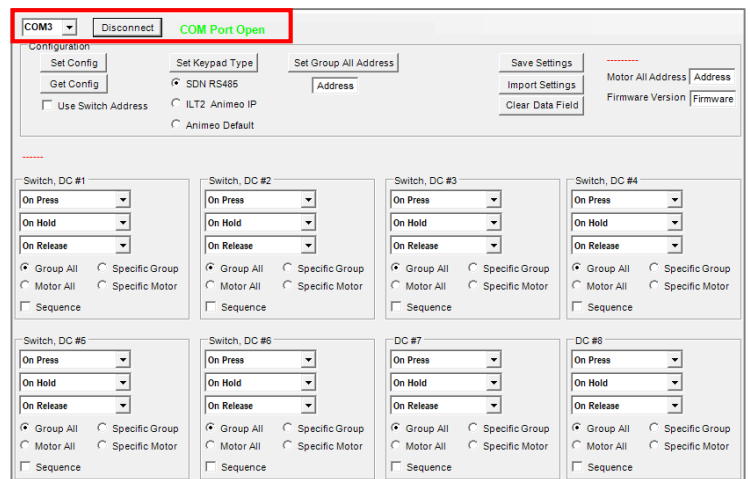 COM3 Disconnect COM Port Open
Configuration
Set Config Set Keypad Type Set Group All Address Save Settings ---------
Get Config SDN RS485 Address Import Settings Motor All Address Address
Use Switch Address ILT2 Animeo IP Clear Data Field Firmware Version Firmware
Animeo Default
------
Switch, DC #1 Switch, DC #2 Switch, DC #3 Switch, DC #4
On Press On Press On Press On Press
On Hold On Hold On Hold On Hold
On Release On Release On Release On Release
Group All Specific Group Group All Specific Group Group All Specific Group Group All Specific Group
Motor All Specific Motor Motor All Specific Motor Motor All Specific Motor Motor All Specific Motor
Sequence Sequence Sequence Sequence
Switch, DC #5 Switch, DC #6 DC #7 DC #8
On Press On Press On Press On Press
On Hold On Hold On Hold On Hold
On Release On Release On Release On Release
Group All Specific Group Group All Specific Group Group All Specific Group Group All Specific Group
Motor All Specific Motor Motor All Specific Motor Motor All Specific Motor Motor All Specific Motor
Sequence Sequence Sequence Sequence